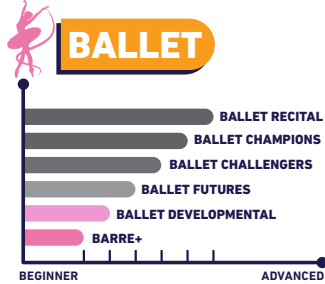 BALLET
BALLET RECITAL
BALLET CHAMPIONS
BALLET CHALLENGERS
BALLET FUTURES
BALLET DEVELOPMENTAL
BARRE+
BEGINNER ADVANCED